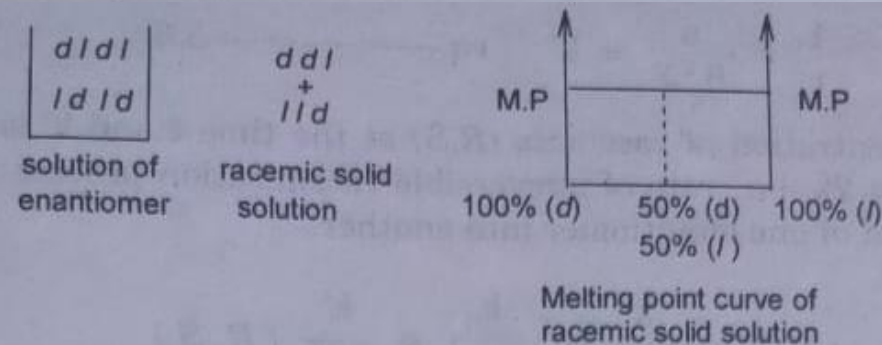 d l d l
l d l d
solution of
enantiomer
d d l
+
l l d
racemic solid
solution
M.P
M.P
100% (d)
50% (d)
50% (l)
100% (l)
Melting point curve of
racemic solid solution